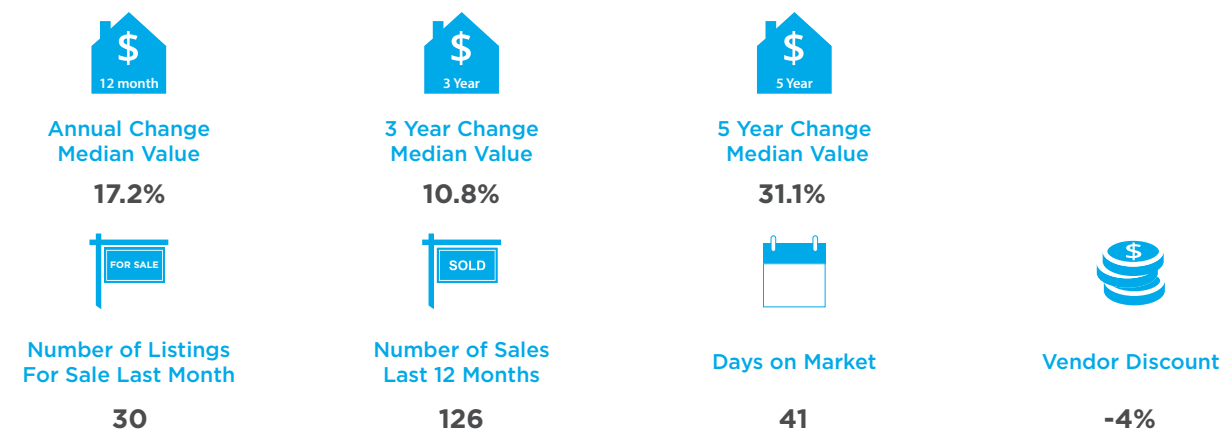 $
12 month
Annual Change
Median Value
17.2%
$
3 Year
3 Year Change
Median Value
10.8%
$
5 Year
5 Year Change
Median Value
31.1%
FOR SALE
Number of Listings
For Sale Last Month
30
SOLD
Number of Sales
Last 12 Months
126
Days on Market
41
$
Vendor Discount
-4%